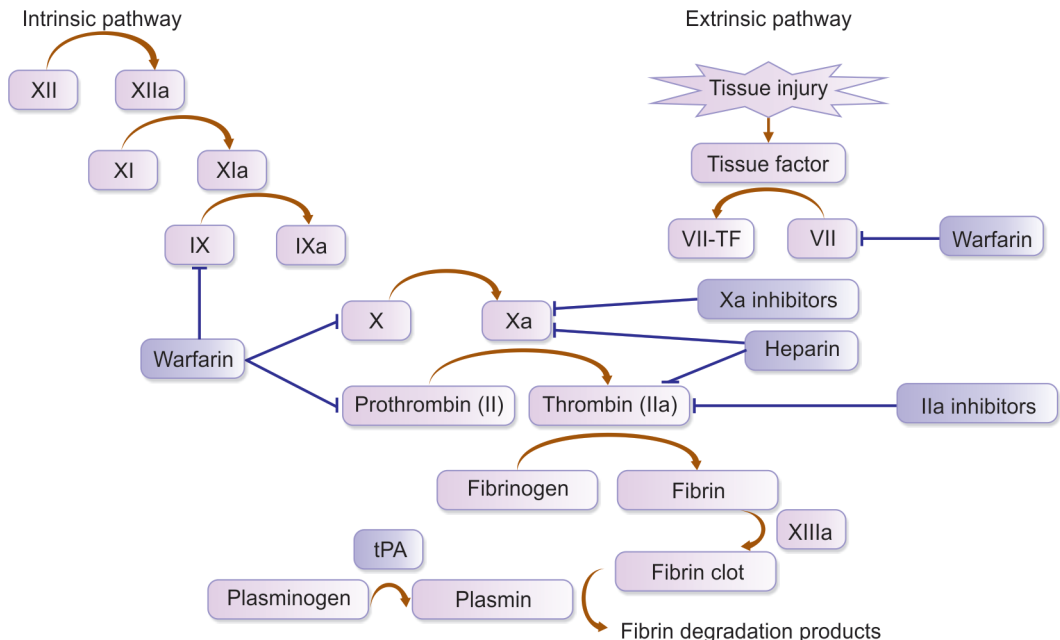 Intrinsic pathway
Extrinsic pathway
XII
XIIa
Tissue injury
XI
XIa
Tissue factor
IX
IXa
VII-TF
VII
Warfarin
X
Xa
Xa inhibitors
Warfarin
Heparin
Prothrombin (II)
Thrombin (IIa)
IIa inhibitors
Fibrinogen
Fibrin
XIIIa
tPA
Fibrin clot
Plasminogen
Plasmin
Fibrin degradation products